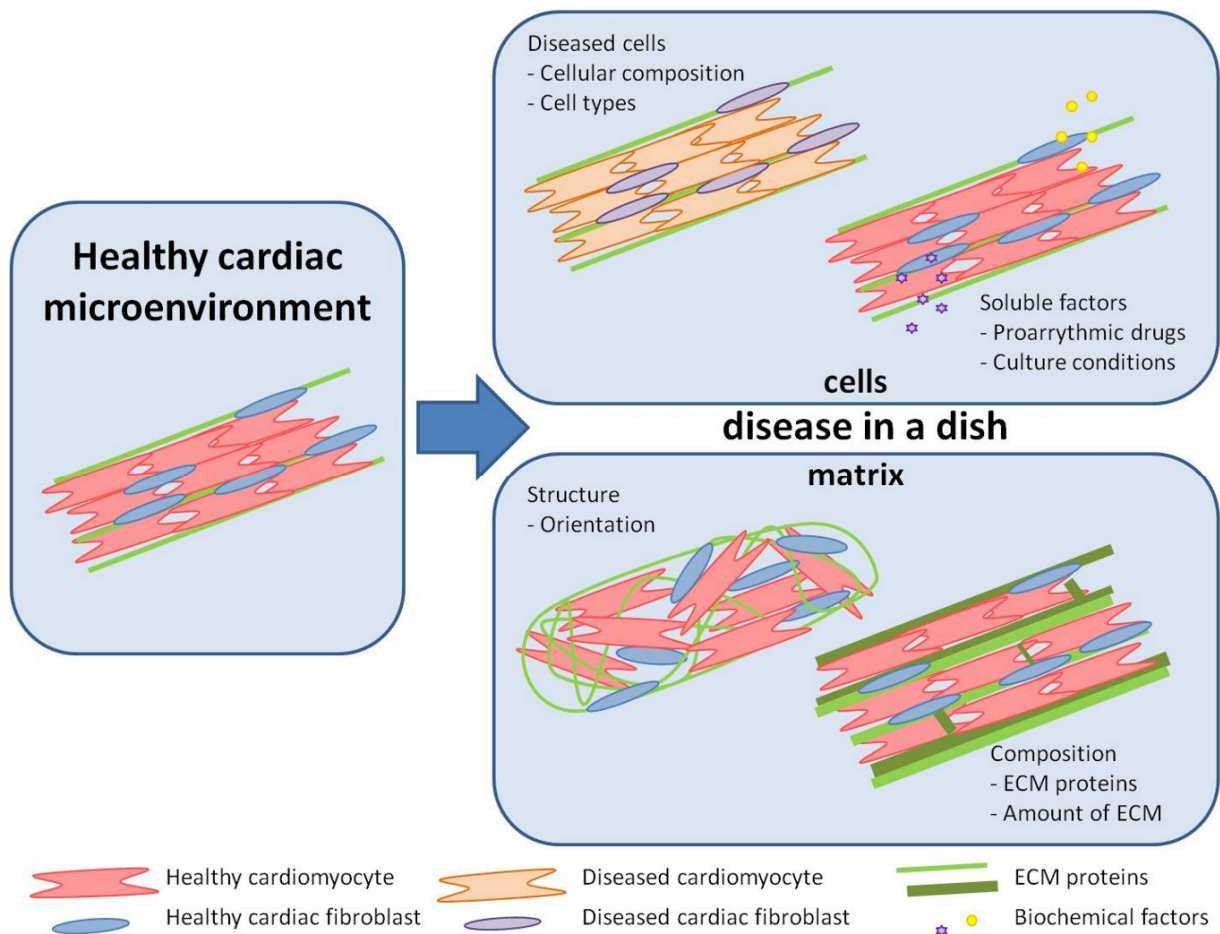 Healthy cardiac
microenvironment
Diseased cells
- Cellular composition
- Cell types
Soluble factors
- Proarrythmic drugs
- Culture conditions
cells
disease in a dish
matrix
Structure
- Orientation
Composition
- ECM proteins
- Amount of ECM
Healthy cardiomyocyte
Diseased cardiomyocyte
ECM proteins
Healthy cardiac fibroblast
Diseased cardiac fibroblast
Biochemical factors